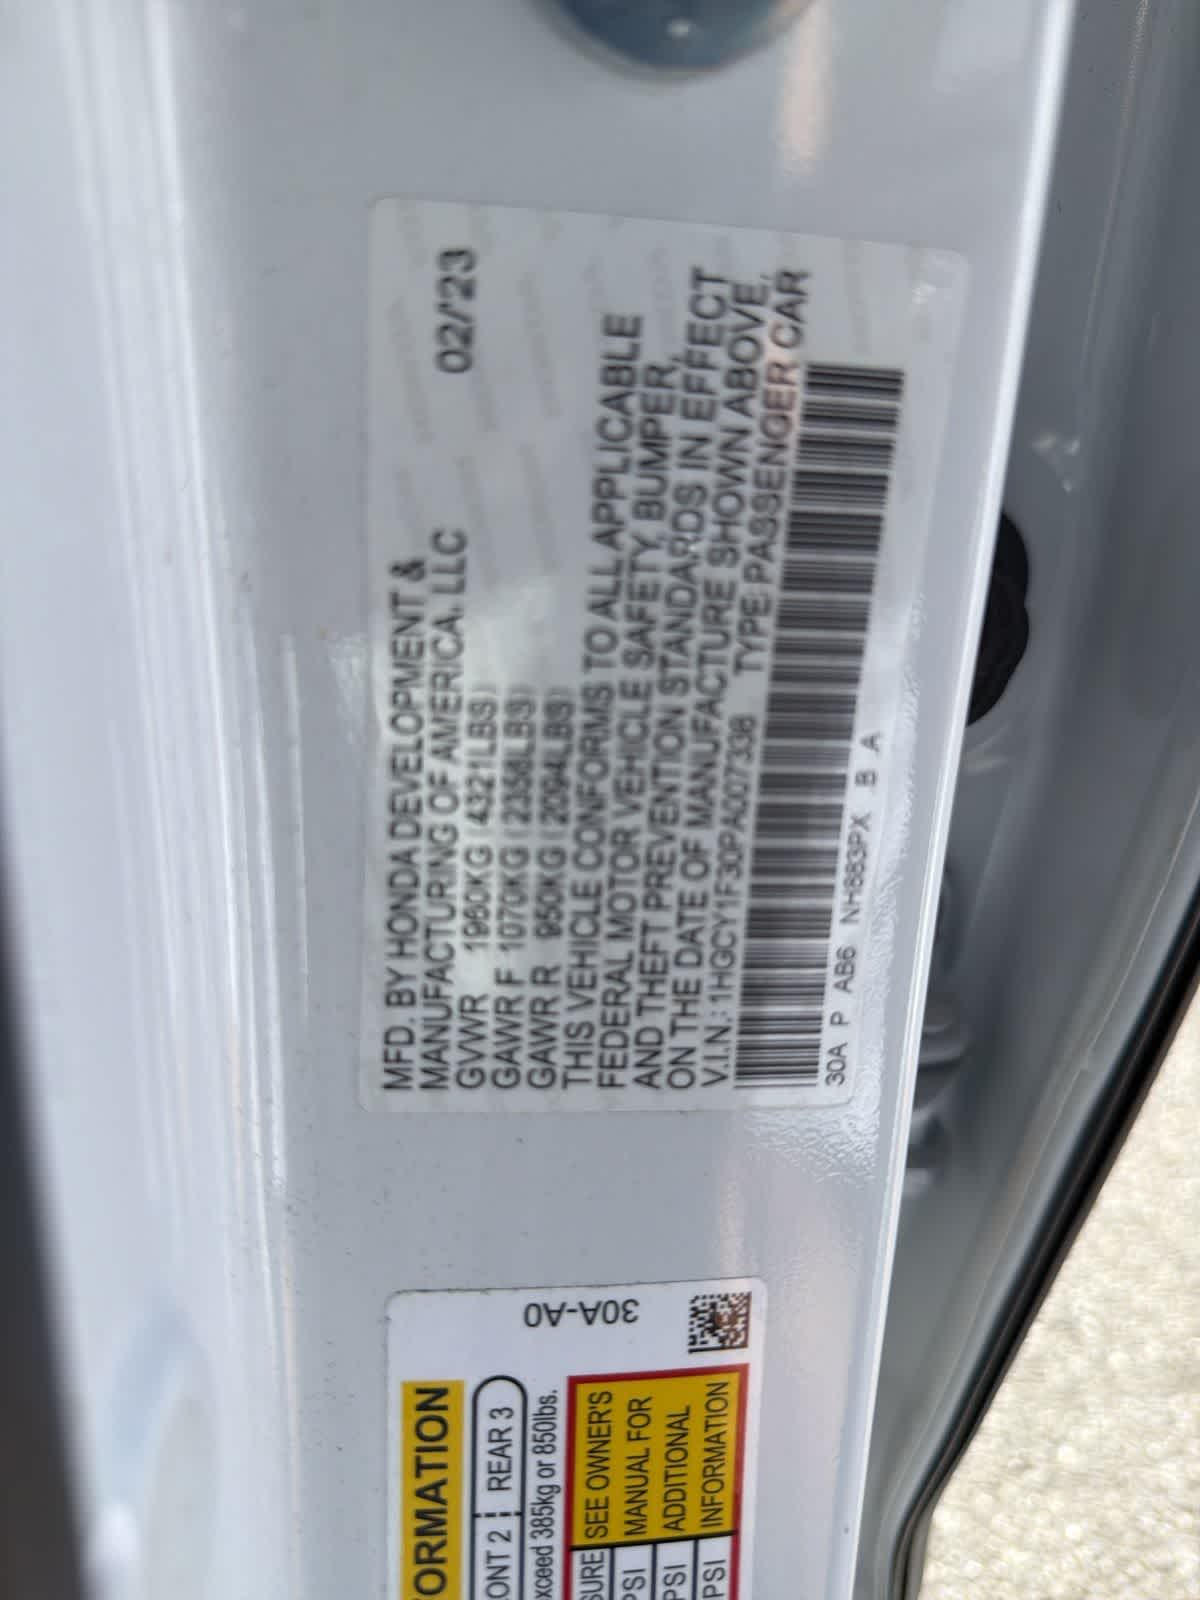 MFD. BY HONDA DEVELOPMENT &
MANUFACTURING OF AMERICA, LLC 02/'23
GVWR 1960KG (4321LBS)
GAWR F 1070KG (2358LBS)
GAWR R 950KG (2094LBS)
THIS VEHICLE CONFORMS TO ALL APPLICABLE
FEDERAL MOTOR VEHICLE SAFETY, BUMPER,
AND THEFT PREVENTION STANDARDS IN EFFECT
ON THE DATE OF MANUFACTURE SHOWN ABOVE.
V.I.N.: 1HGCY1F30PA007338 TYPE: PASSENGER CAR
30A P AB6 NH883PX B A
30A-A0
ORMATION
ONT 2 REAR 3
xceed 385kg or 850lbs.
SURE SEE OWNER'S
PSI MANUAL FOR
PSI ADDITIONAL
PSI INFORMATION